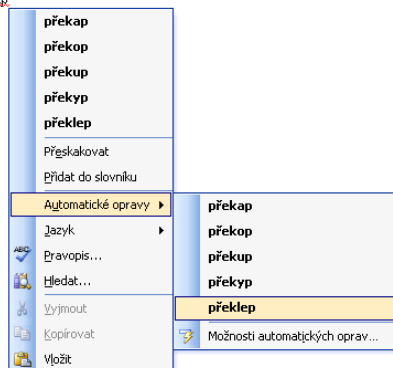 překap
překop
překup
překyp
překlep
Přeskakovat
Přidat do slovníku
Automatické opravy
Jazyk
Pravopis...
Hledat...
Vyjmout
Kopírovat
Vložit
překap
překop
překup
překyp
překlep
Možnosti automatických oprav...